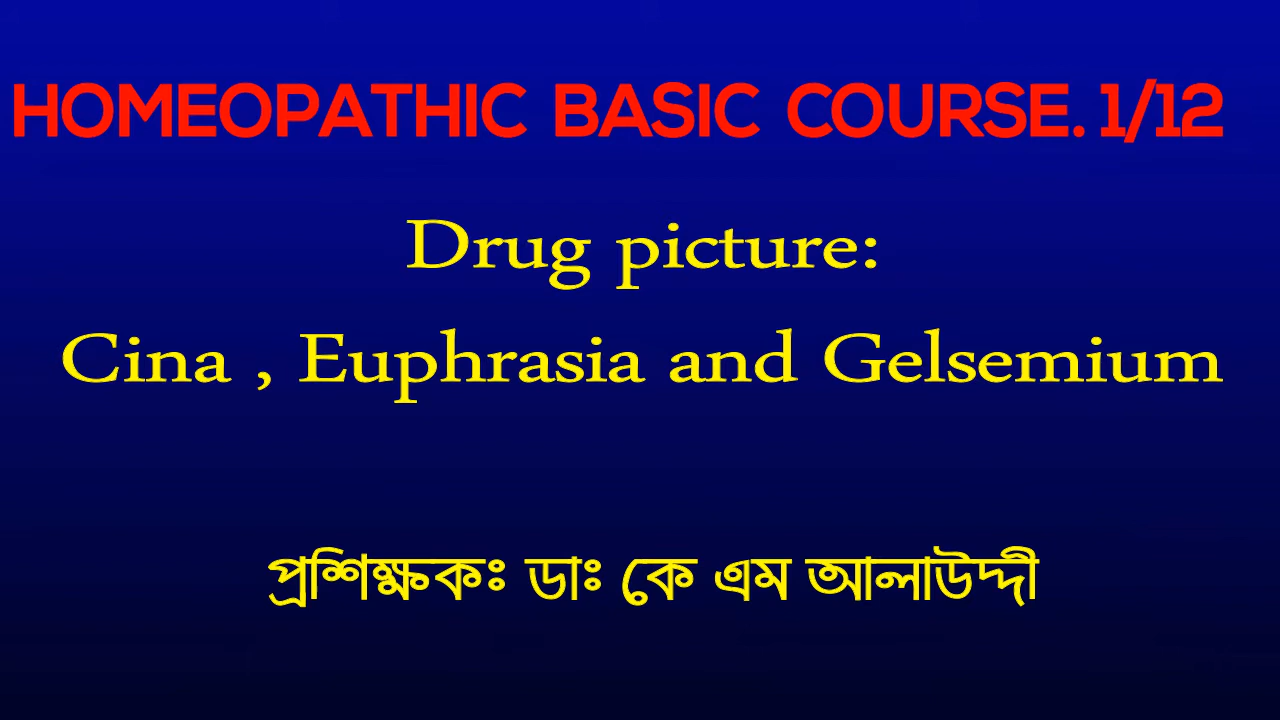 HOMEOPATHIC BASIC COURSE. 1/12
Drug picture:
Cina , Euphrasia and Gelsemium
প্রশিক্ষকঃ ডাঃ কে এম আলাউদ্দী